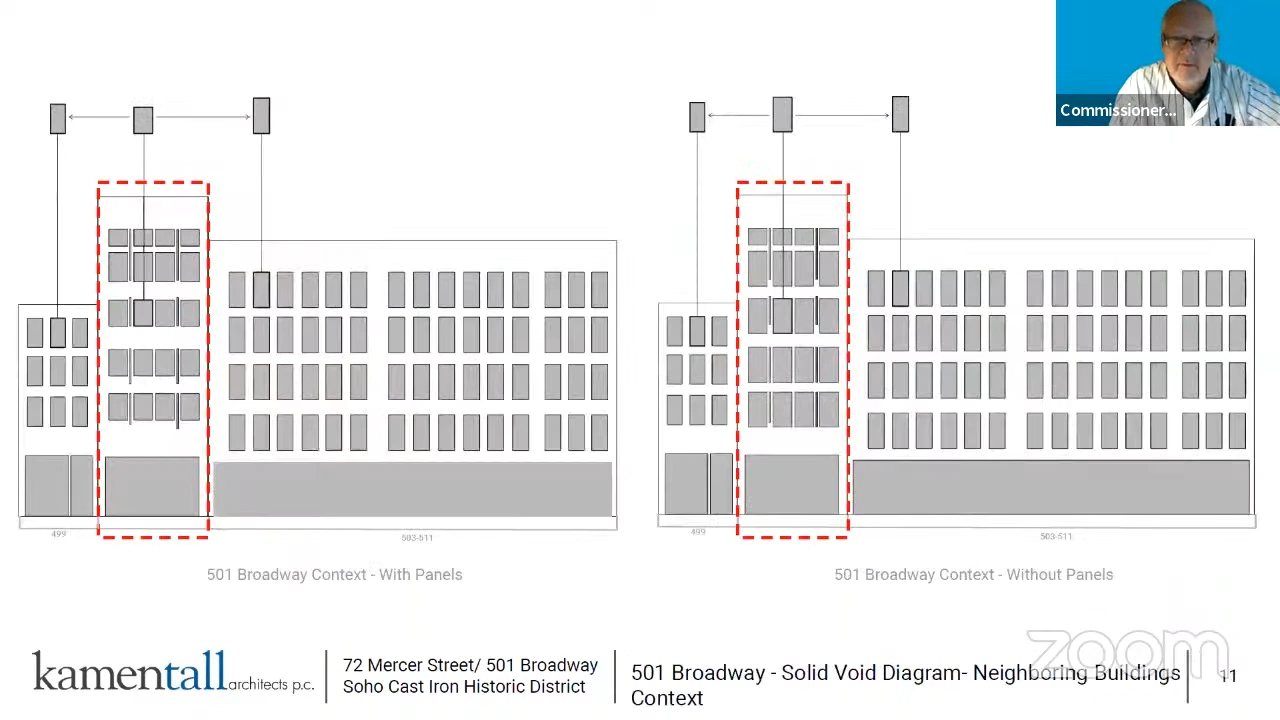 Commissioner...
499
503-511
499
503-511
501 Broadway Context - With Panels
501 Broadway Context - Without Panels
kamentall architects p.c.
72 Mercer Street/ 501 Broadway
Soho Cast Iron Historic District
501 Broadway - Solid Void Diagram- Neighboring Buildings
Context
11
zoom